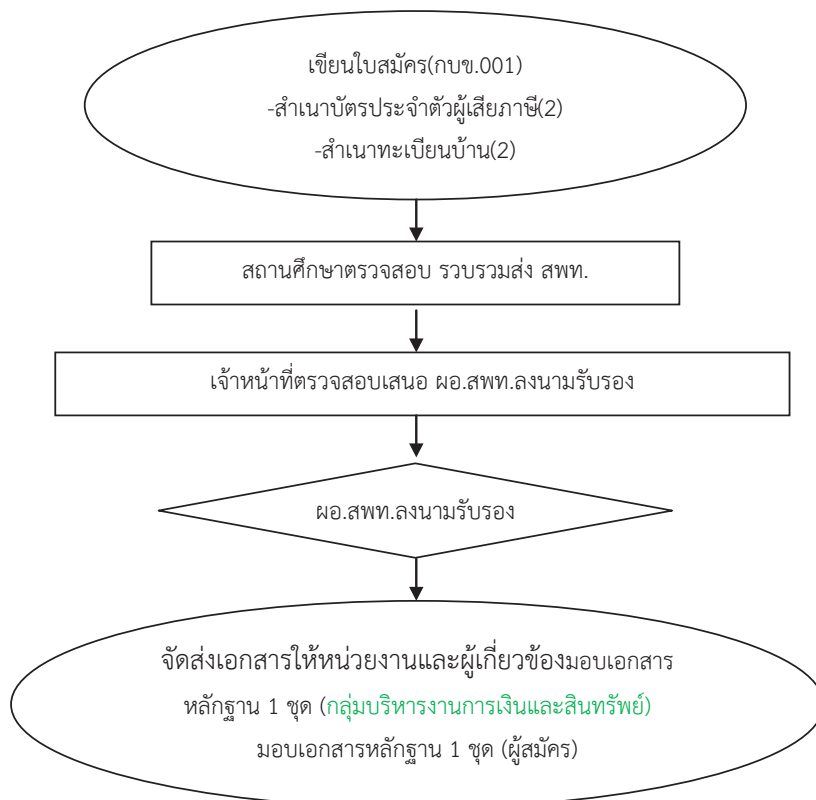 เขียนใบสมัคร(กบข.001)
-สำเนาบัตรประจำตัวผู้เสียภาษี(2)
-สำเนาทะเบียนบ้าน(2)
สถานศึกษาตรวจสอบ รวบรวมส่ง สพท.
เจ้าหน้าที่ตรวจสอบเสนอ ผอ.สพท.ลงนามรับรอง
ผอ.สพท.ลงนามรับรอง
จัดส่งเอกสารให้หน่วยงานและผู้เกี่ยวข้องมอบเอกสาร
หลักฐาน 1 ชุด (กลุ่มบริหารงานการเงินและสินทรัพย์)
มอบเอกสารหลักฐาน 1 ชุด (ผู้สมัคร)